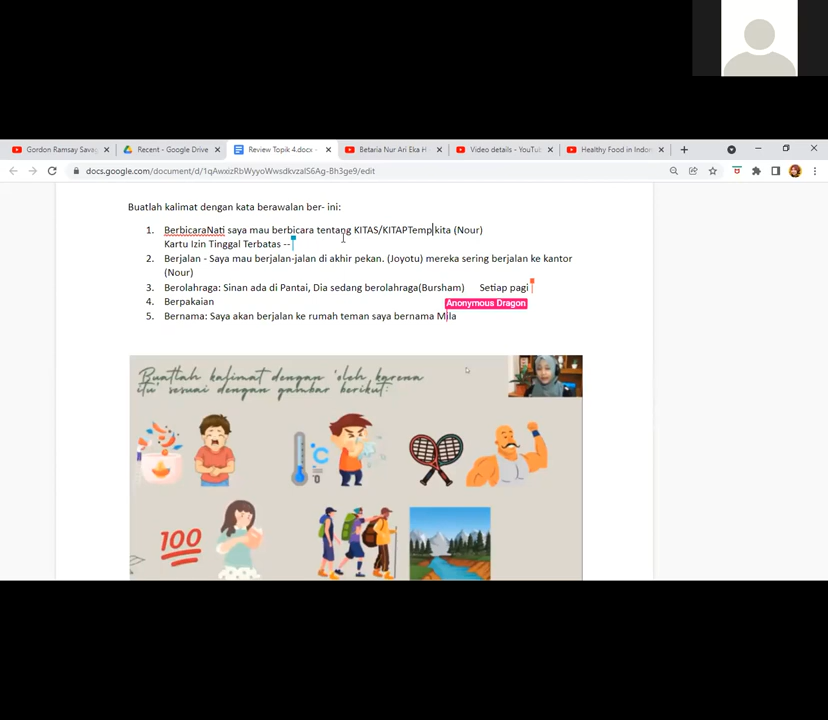 Gordon Ramsay Sava
Recent - Google Drive
Review Topik 4.docx -
Betaria Nur Ari Eka H
Video details - YouTu
Healthy Food in Indor
docs.google.com/document/d/1qAwxizRbWyyoWwsdkvzaIS6Ag-Bh3ge9/edit
Buatlah kalimat dengan kata berawalan ber- ini:
1. BerbicaraNati saya mau berbicara tentang KITAS/KITAPTempkita (Nour)
Kartu Izin Tinggal Terbatas --
2. Berjalan - Saya mau berjalan-jalan di akhir pekan. (Joyotu) mereka sering berjalan ke kantor
(Nour)
3. Berolahraga: Sinan ada di Pantai, Dia sedang berolahraga(Bursham) Setiap pagi
4. Berpakaian
Anonymous Dragon
5. Bernama: Saya akan berjalan ke rumah teman saya bernama Mila
Buatlah kalimat dengan 'oleh karena
itu' sesuai dengan gambar berikut:
°C
100